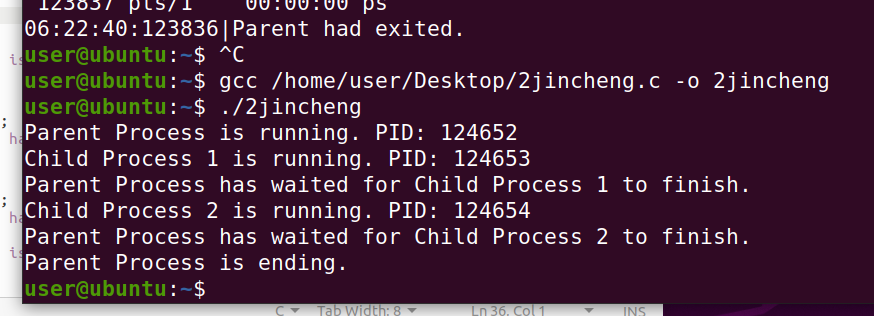 123837 pts/1    00:00:00 ps
06:22:40:123836|Parent had exited.
user@ubuntu:~$ ^C
user@ubuntu:~$ gcc /home/user/Desktop/2jincheng.c -o 2jincheng
user@ubuntu:~$ ./2jincheng
Parent Process is running. PID: 124652
Child Process 1 is running. PID: 124653
Parent Process has waited for Child Process 1 to finish.
Child Process 2 is running. PID: 124654
Parent Process has waited for Child Process 2 to finish.
Parent Process is ending.
user@ubuntu:~$
is
;
ha
;
ha
is
C Tab Width: 8 Ln 36, Col 1 INS